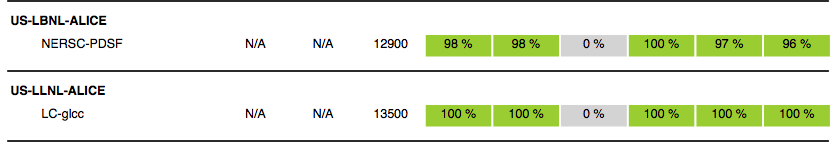 US-LBNL-ALICE
NERSC-PDSF N/A N/A 12900 98 % 98 % 0 % 100 % 97 % 96 %
US-LLNL-ALICE
LC-glcc N/A N/A 13500 100 % 100 % 0 % 100 % 100 % 100 %